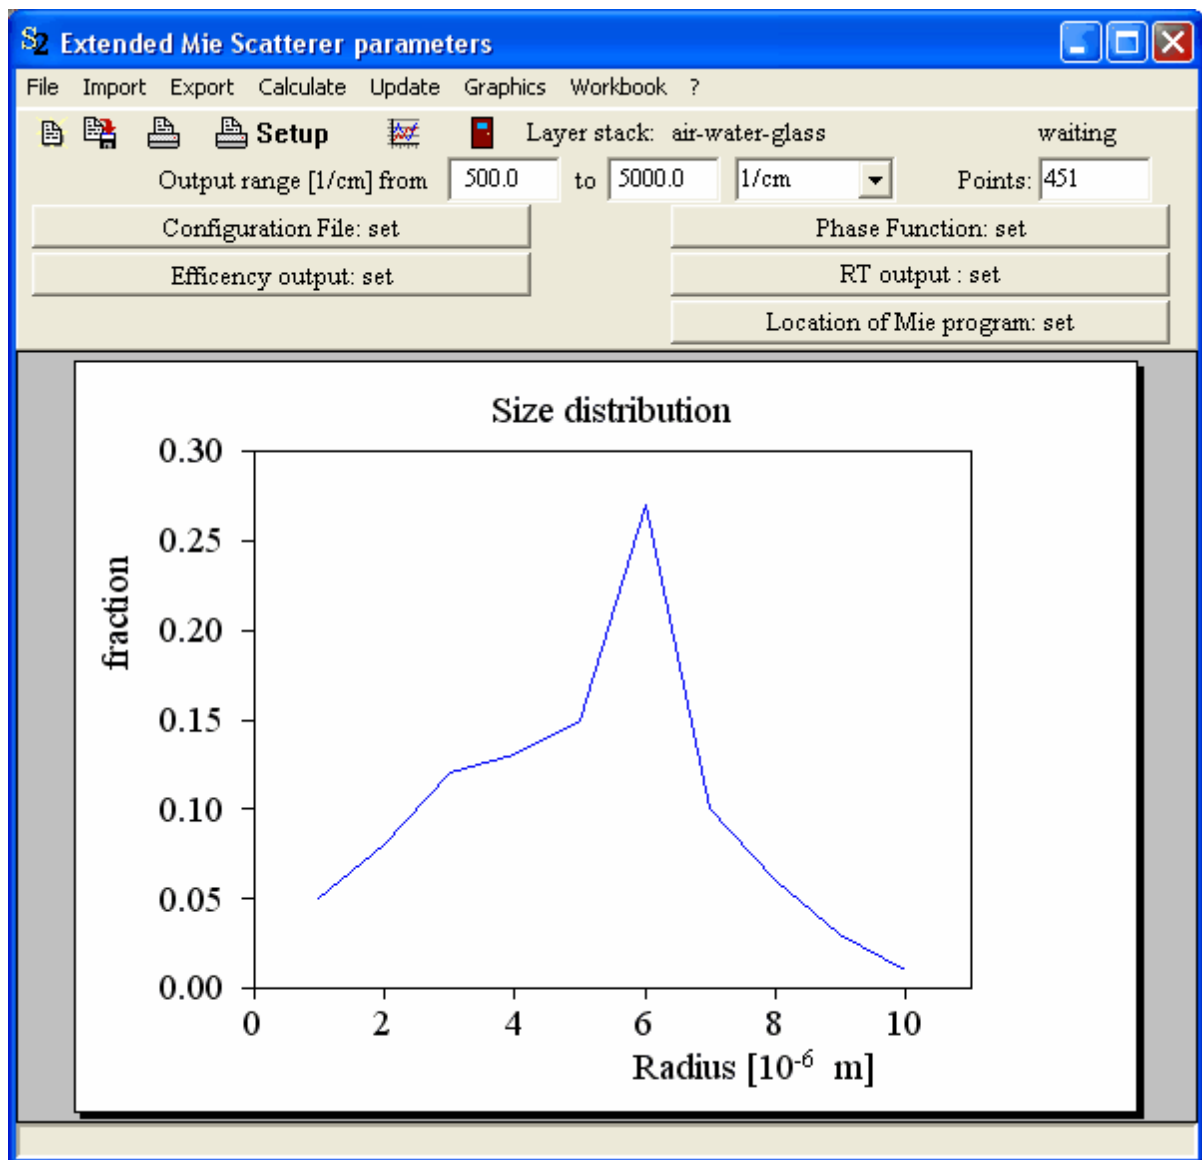 S2 Extended Mie Scatterer parameters
File Import Export Calculate Update Graphics Workbook ?
Setup Layer stack: air-water-glass waiting
Output range [1/cm] from 500.0 to 5000.0 1/cm Points: 451
Configuration File: set Phase Function: set
Efficency output: set RT output : set
Location of Mie program: set
Size distribution
0.30
0.25
0.20
0.15
0.10
0.05
0.00
fraction
0 2 4 6 8 10
Radius [10⁻⁶ m]